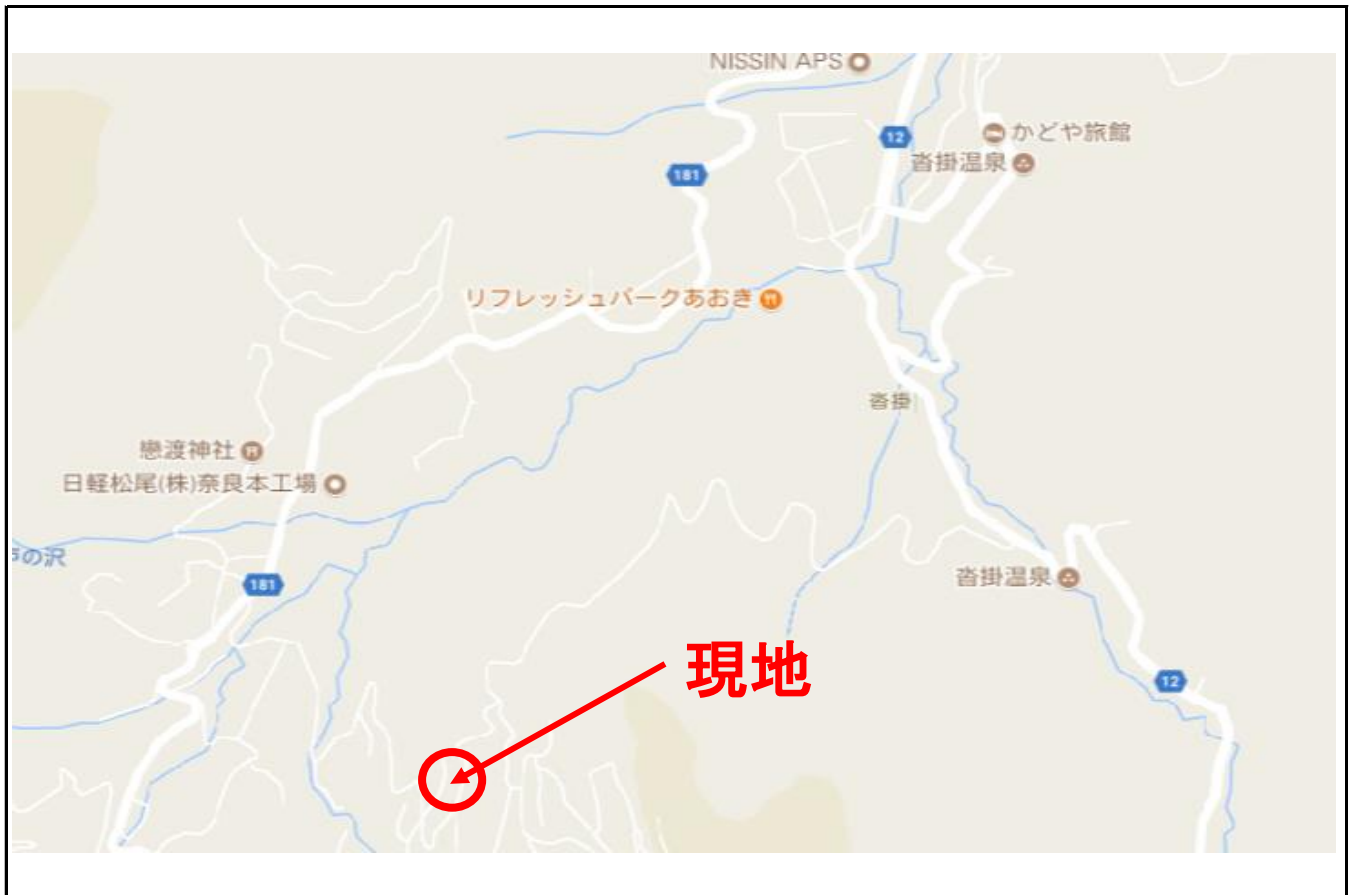 NISSIN APS
12
かどや旅館
沓掛温泉
181
リフレッシュパークあおき
沓掛
戀渡神社
日軽松尾(株)奈良本工場
の沢
181
沓掛温泉
現地
12